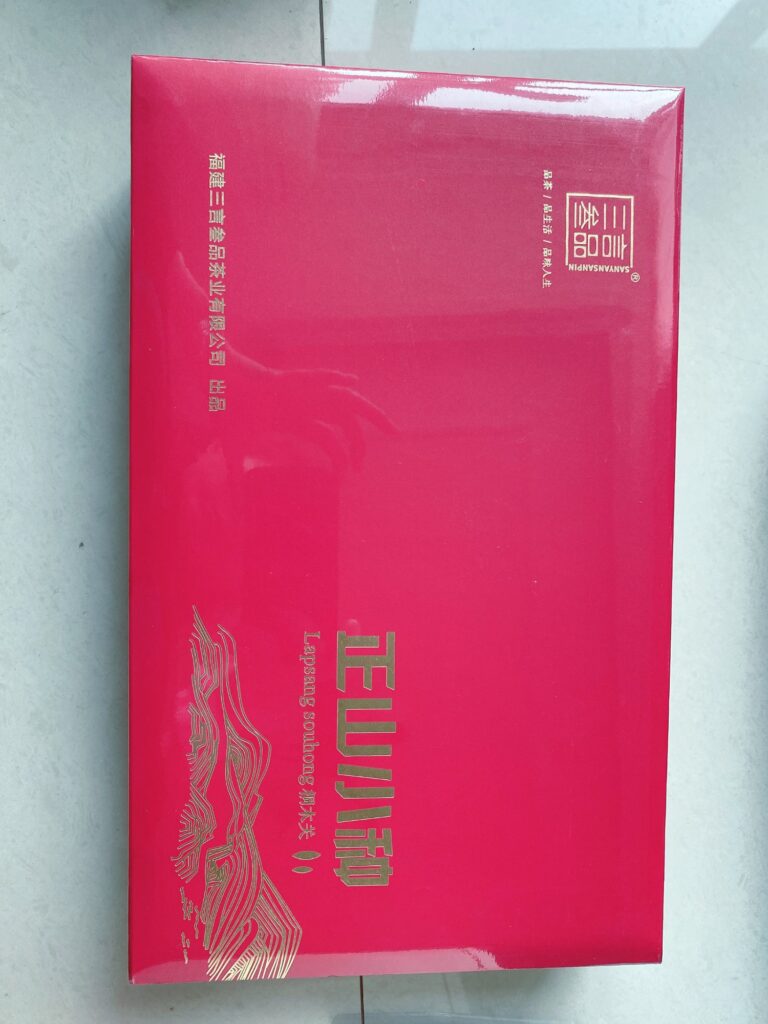 三言
叁品
SANYANSANPIN
®
品茶 / 品生活 / 品味人生
正山小种
Lapsang souhong 桐木关
福建三言叁品茶业有限公司 出品